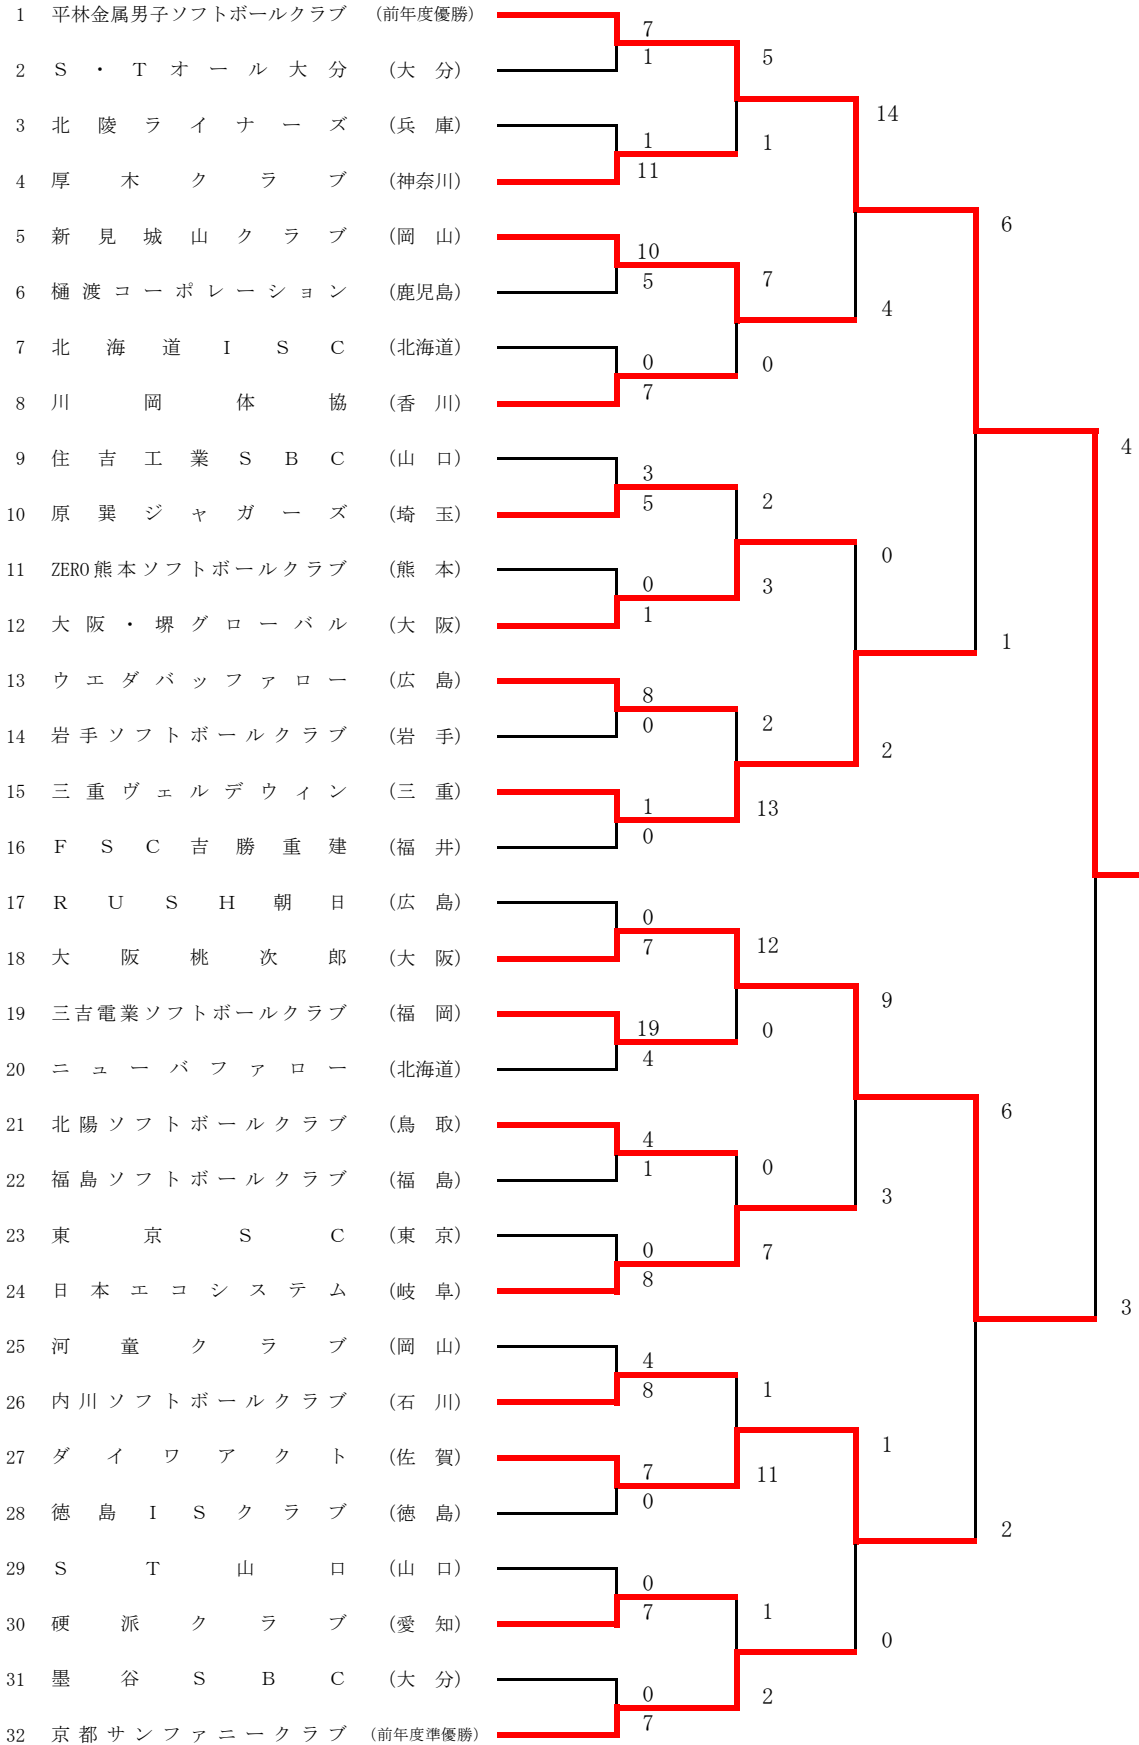 1 平林金属男子ソフトボールクラブ (前年度優勝)
7
1
5
2 S・Tオール大分 (大 分)
14
3 北陵ライナーズ (兵 庫)
1
11
1
4 厚木クラブ (神奈川)
6
5 新見城山クラブ (岡 山)
10
5
7
6 樋渡コーポレーション (鹿児島)
4
7 北海道ISC (北海道)
0
7
0
8 川岡体協 (香 川)
4
9 住吉工業SBC (山 口)
3
5
2
10 原巽ジャガーズ (埼 玉)
0
11 ZERO熊本ソフトボールクラブ (熊 本)
0
1
3
12 大阪・堺グローバル (大 阪)
1
13 ウエダバッファロー (広 島)
8
0
2
14 岩手ソフトボールクラブ (岩 手)
2
15 三重ヴェルデウィン (三 重)
1
0
13
16 FSC吉勝重建 (福 井)
17 RUSH朝日 (広 島)
0
7
12
18 大阪桃次郎 (大 阪)
9
19 三吉電業ソフトボールクラブ (福 岡)
19
4
0
20 ニューバファロー (北海道)
6
21 北陽ソフトボールクラブ (鳥 取)
4
1
0
22 福島ソフトボールクラブ (福 島)
3
23 東京SC (東 京)
0
8
7
24 日本エコシステム (岐 阜)
3
25 河童クラブ (岡 山)
4
8
1
26 内川ソフトボールクラブ (石 川)
1
27 ダイワアクト (佐 賀)
7
0
11
28 徳島ISクラブ (徳 島)
2
29 ST山口 (山 口)
0
7
1
30 硬派クラブ (愛 知)
0
31 墨谷SBC (大 分)
0
7
2
32 京都サンファニークラブ (前年度準優勝)